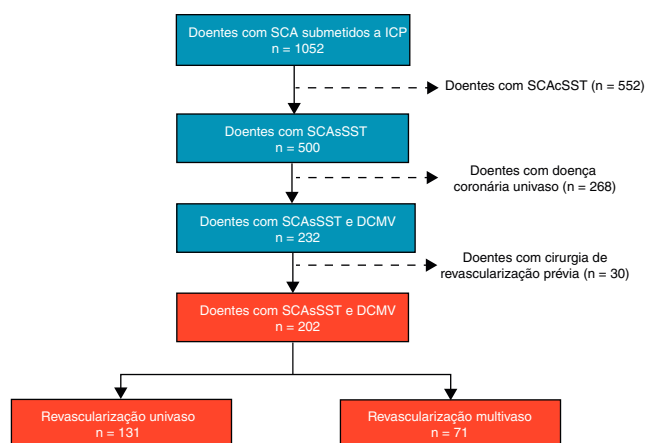 Doentes com SCA submetidos a ICP
n = 1052
Doentes com SCAcSST (n = 552)
Doentes com SCAsSST
n = 500
Doentes com doença
coronária univaso (n = 268)
Doentes com SCAsSST e DCMV
n = 232
Doentes com cirurgia de
revascularização prévia (n = 30)
Doentes com SCAsSST e DCMV
n = 202
Revascularização univaso
n = 131
Revascularização multivaso
n = 71